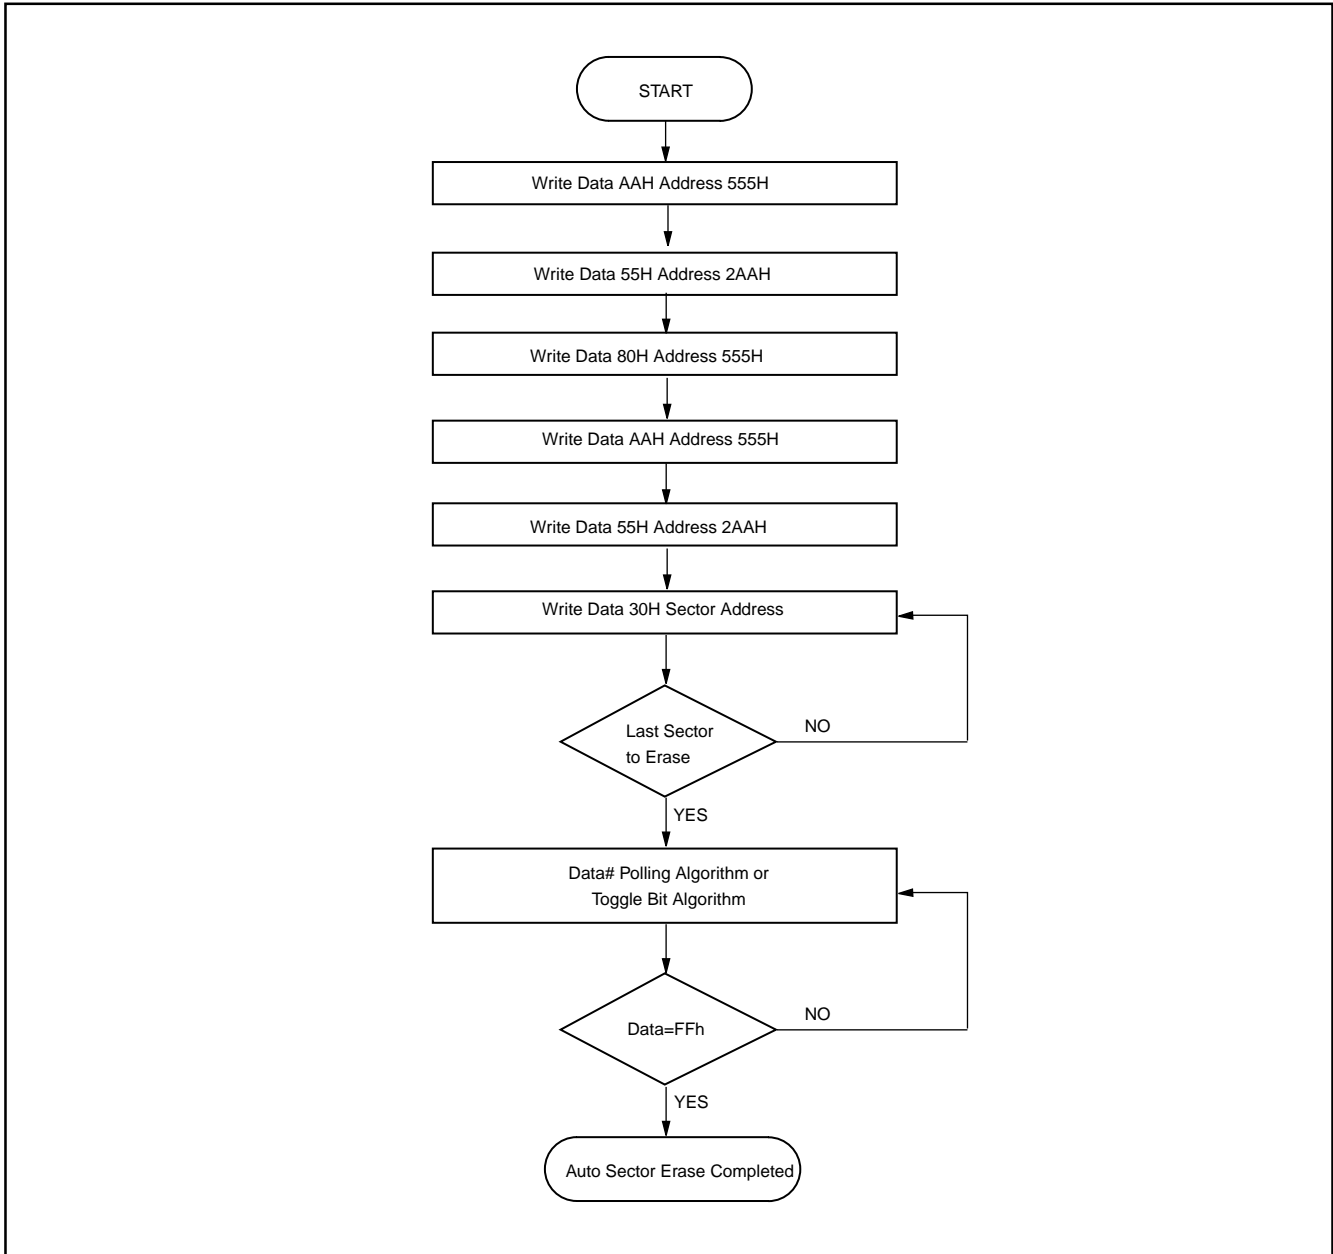 START
Write Data AAH Address 555H
Write Data 55H Address 2AAH
Write Data 80H Address 555H
Write Data AAH Address 555H
Write Data 55H Address 2AAH
Write Data 30H Sector Address
Last Sector
to Erase
NO
YES
Data# Polling Algorithm or
Toggle Bit Algorithm
Data=FFh
NO
YES
Auto Sector Erase Completed